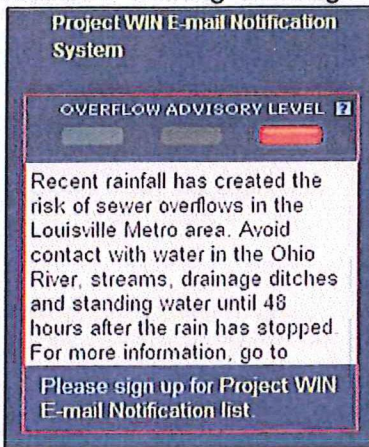 Project WIN E-mail Notification
System
OVERFLOW ADVISORY LEVEL ?
Recent rainfall has created the
risk of sewer overflows in the
Louisville Metro area. Avoid
contact with water in the Ohio
River, streams, drainage ditches
and standing water until 48
hours after the rain has stopped.
For more information, go to
Please sign up for Project WIN
E-mail Notification list.